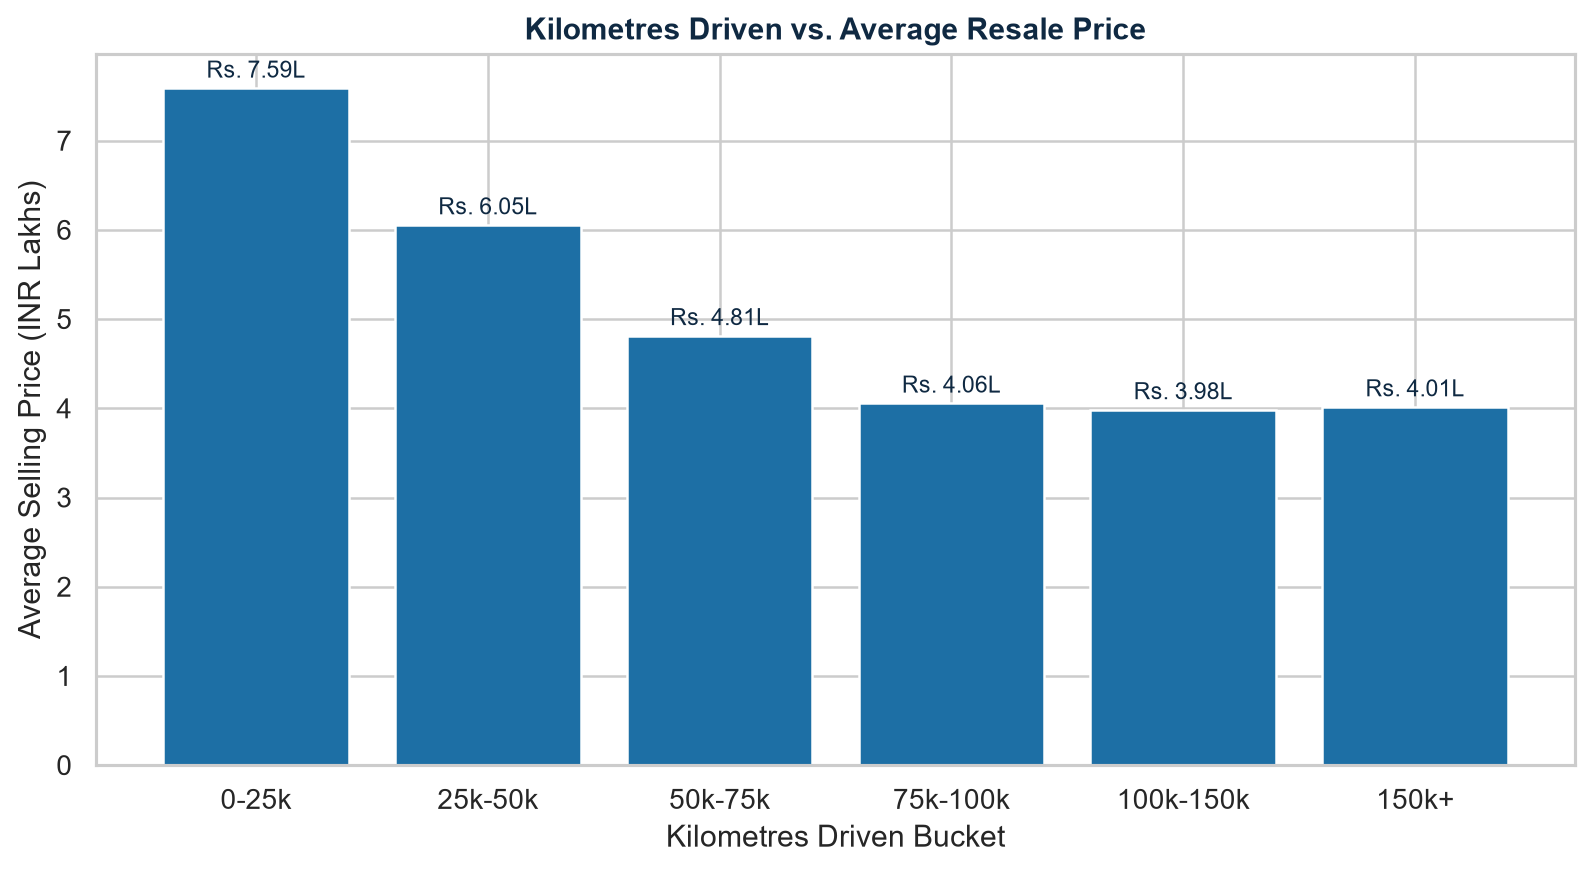 Kilometres Driven vs. Average Resale Price
Average Selling Price (INR Lakhs)
7
6
5
4
3
2
1
0
Rs. 7.59L
Rs. 6.05L
Rs. 4.81L
Rs. 4.06L
Rs. 3.98L
Rs. 4.01L
0-25k
25k-50k
50k-75k
75k-100k
100k-150k
150k+
Kilometres Driven Bucket